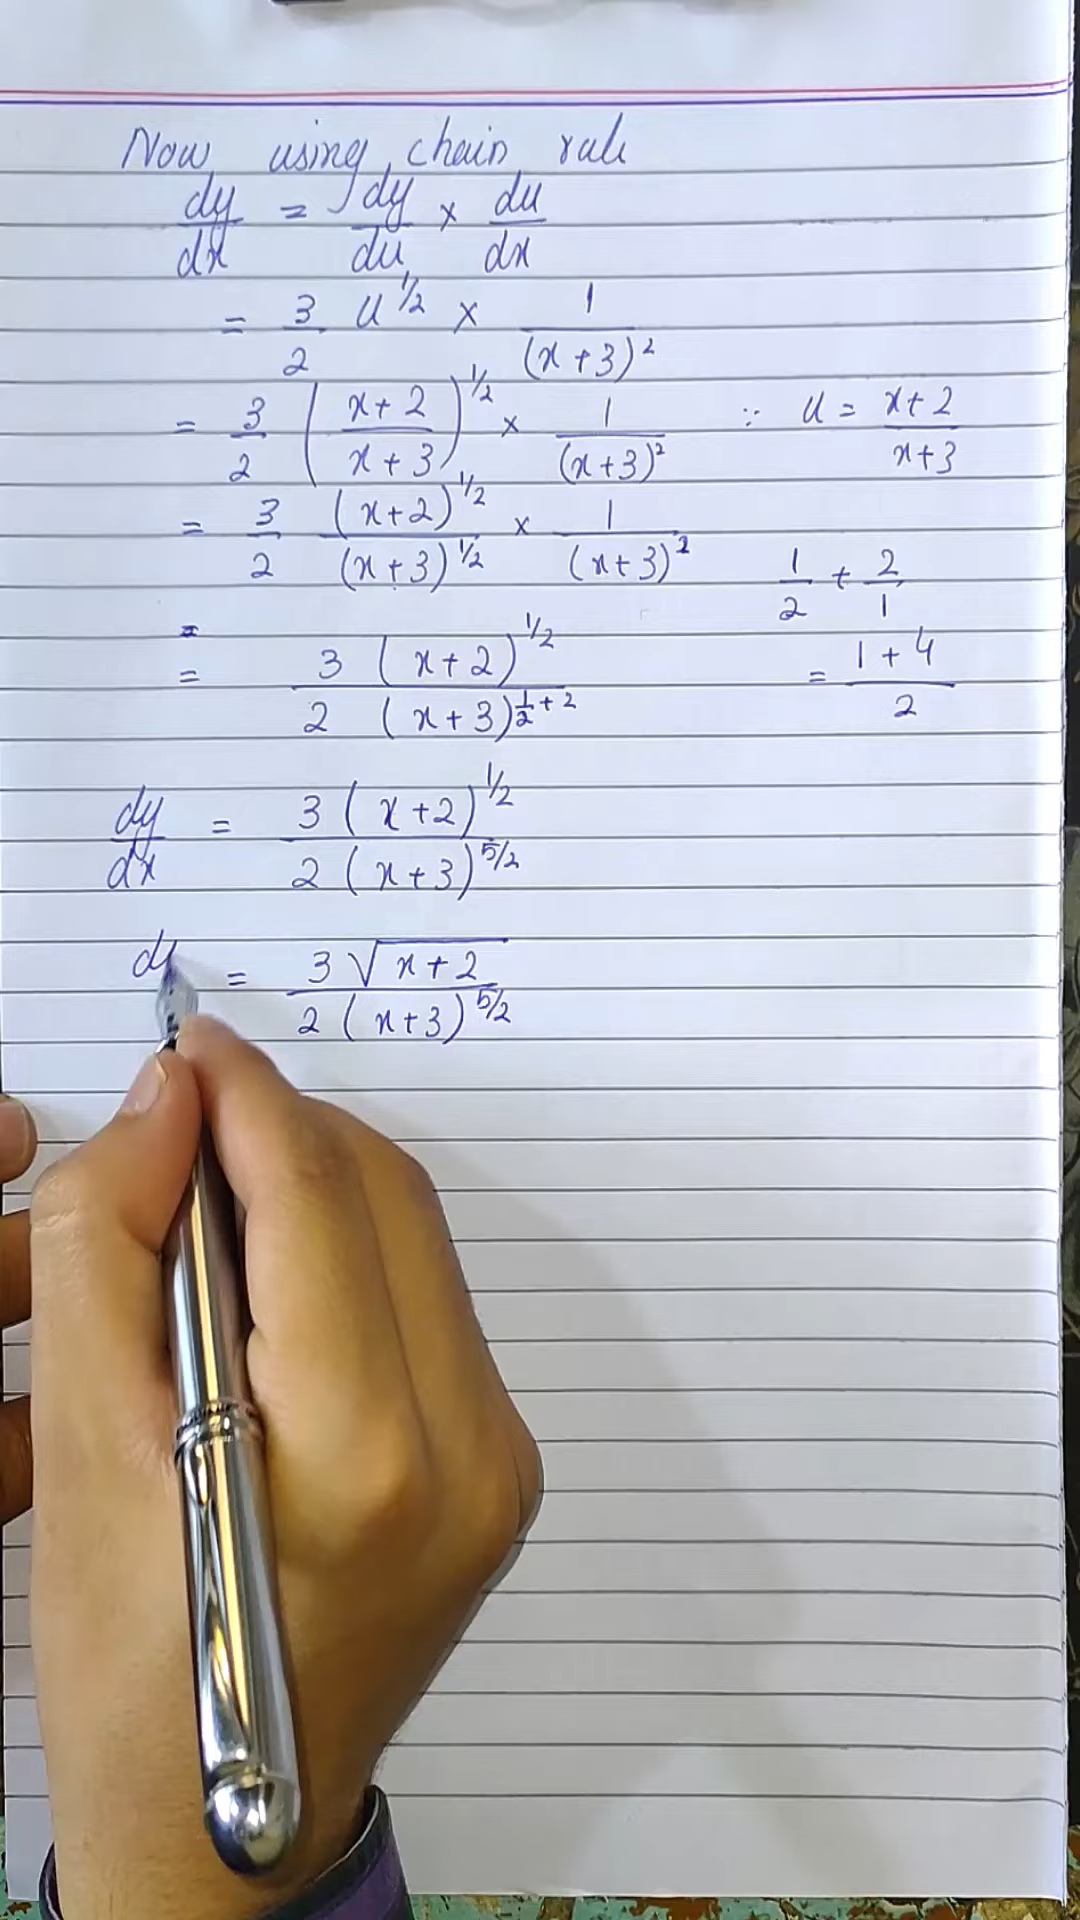 Now using chain rule
dy/dx = dy/du × du/dx
= 3/2 u^1/2 × 1/(x+3)^2
= 3/2 ((x+2)/(x+3))^1/2 × 1/(x+3)^2 ∵ u = (x+2)/(x+3)
= 3/2 (x+2)^1/2/(x+3)^1/2 × 1/(x+3)^2
1/2 + 2/1
=
= 3(x+2)^1/2 / 2(x+3)^(1/2+2)
= (1+4)/2
dy/dx = 3(x+2)^1/2 / 2(x+3)^5/2
dy = 3√(x+2) / 2(x+3)^5/2